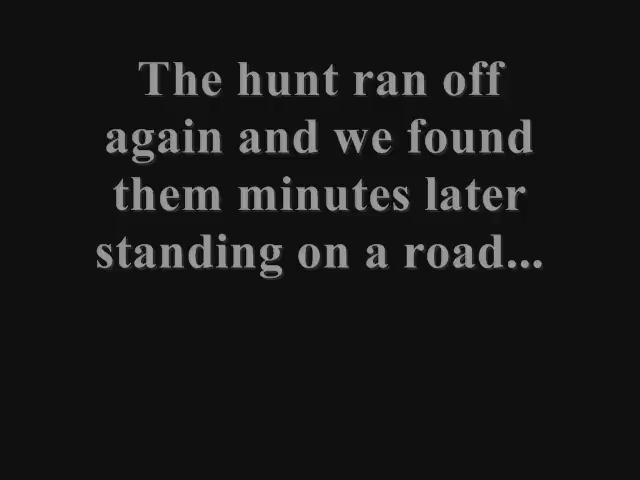 The hunt ran off
again and we found
them minutes later
standing on a road...